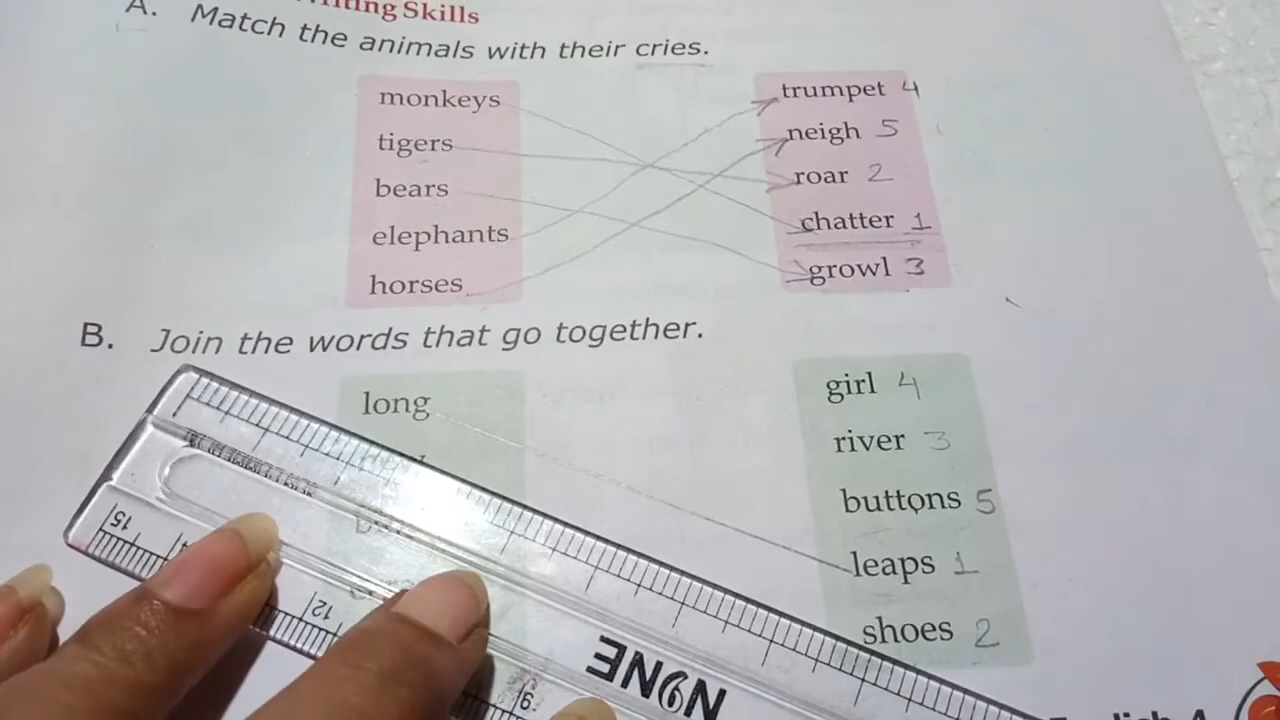 Writing Skills
A. Match the animals with their cries.
monkeys trumpet 4
tigers neigh 5
bears roar 2
elephants chatter 1
horses growl 3
B. Join the words that go together.
long girl 4
river 3
buttons 5
leaps 1
shoes 2
15
12
9